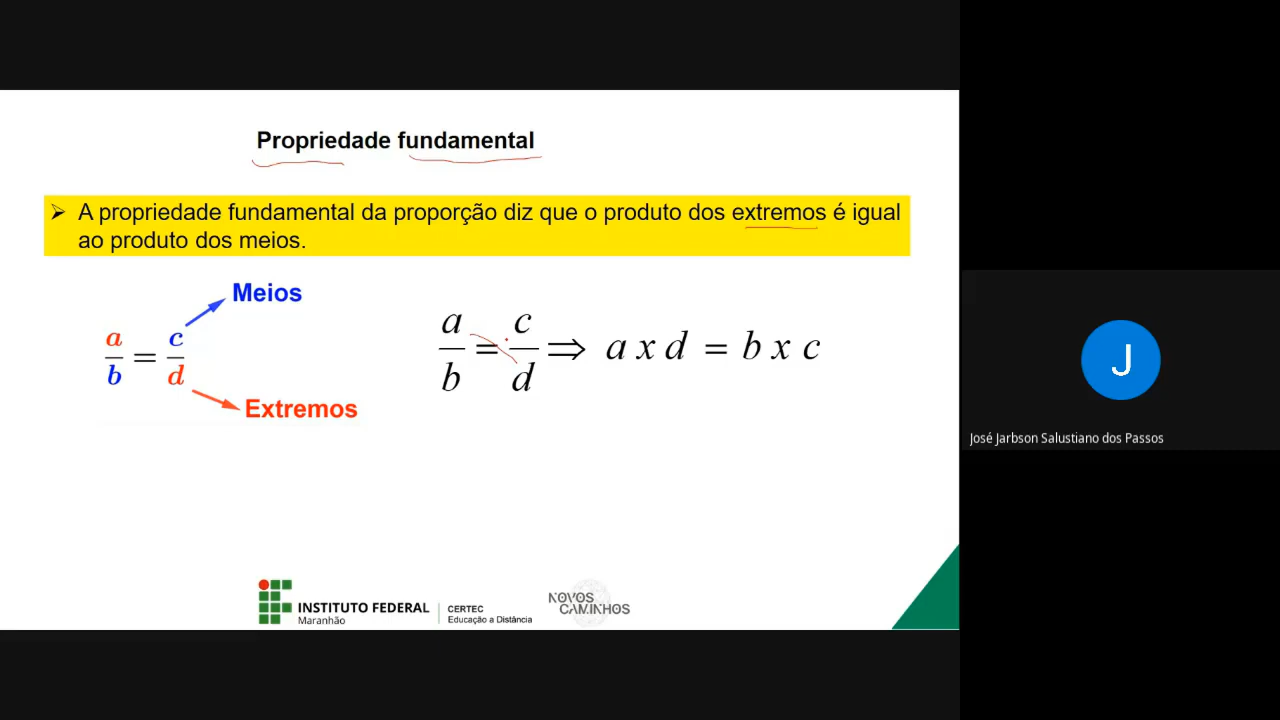 Propriedade fundamental
➢ A propriedade fundamental da proporção diz que o produto dos extremos é igual
ao produto dos meios.
Meios
a/b = c/d
Extremos
a/b = c/d ⇒ a x d = b x c
J
José Jarbson Salustiano dos Passos
INSTITUTO FEDERAL
Maranhão
CERTEC
Educação a Distância
NOVOS
CAMINHOS